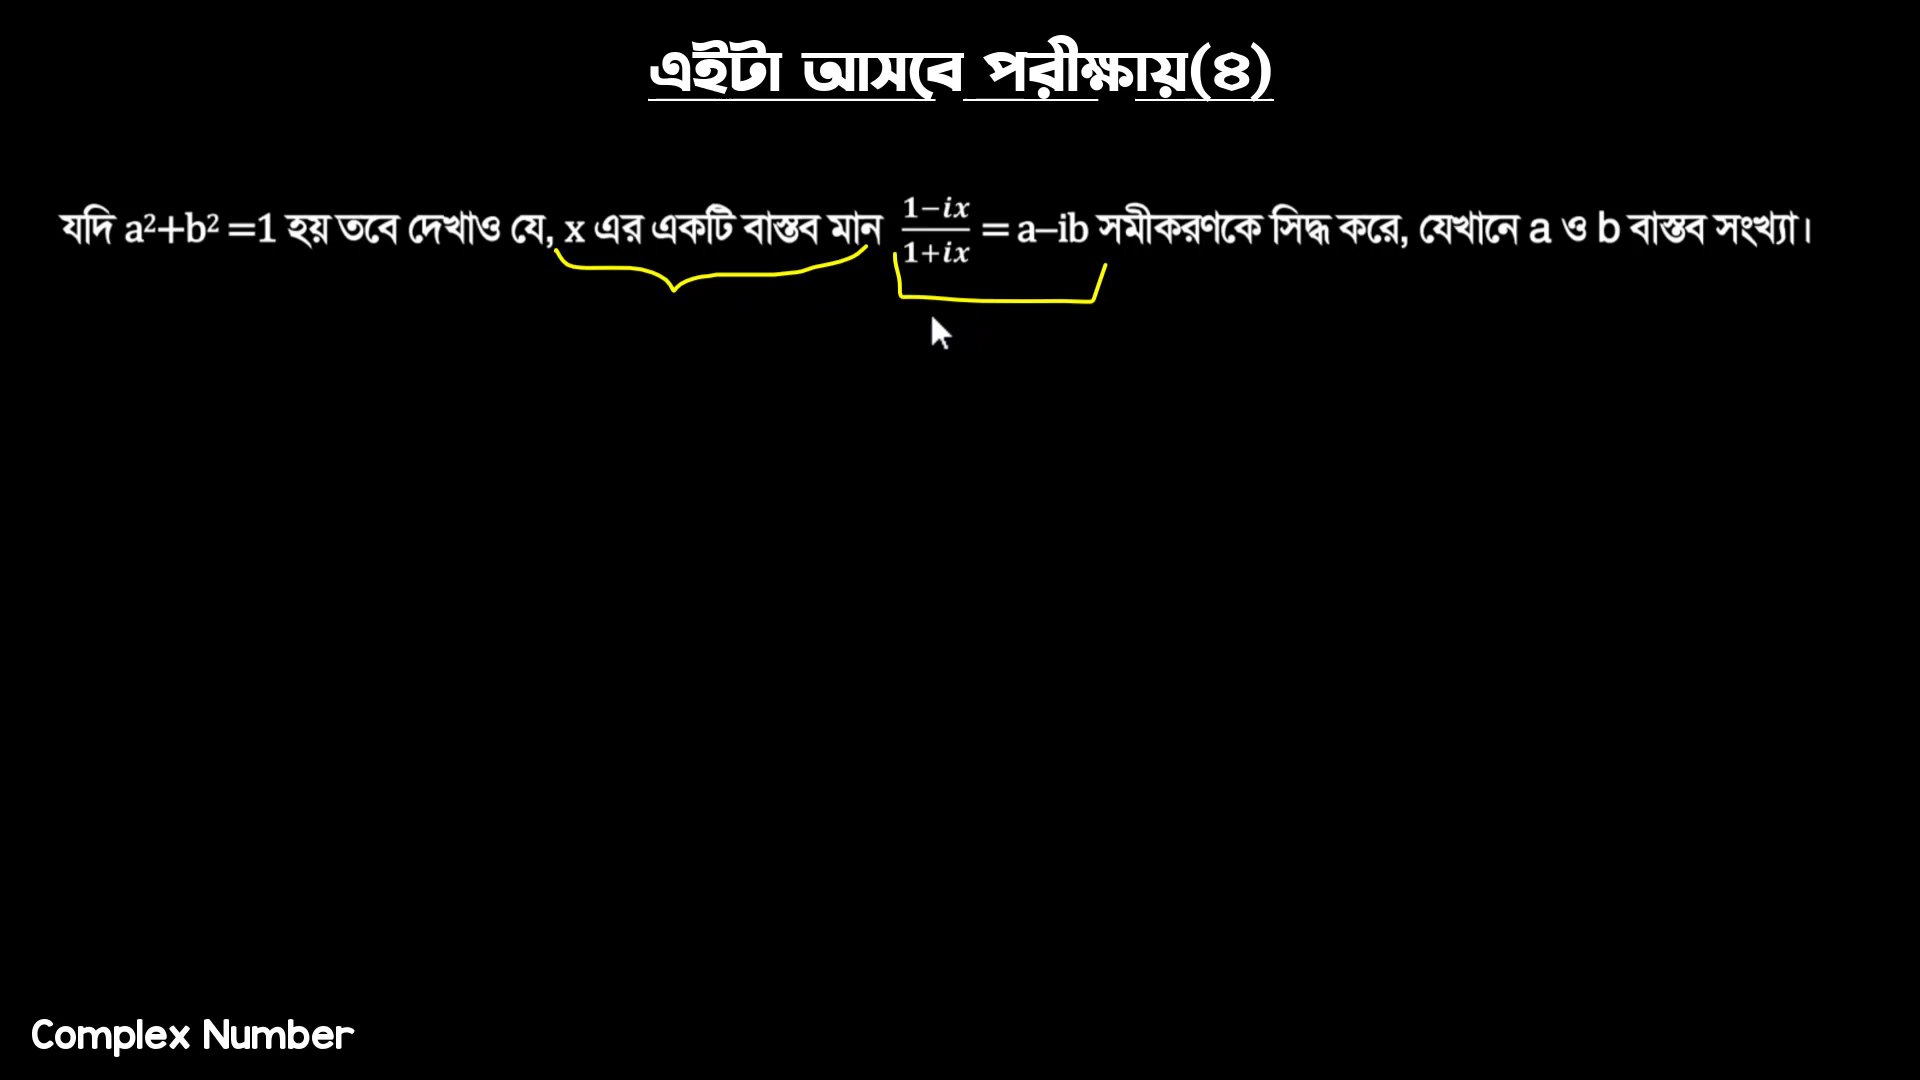 এইটা আসবে পরীক্ষায়(৪)
যদি a²+b² =1 হয় তবে দেখাও যে, x এর একটি বাস্তব মান (1−ix)/(1+ix) = a–ib সমীকরণকে সিদ্ধ করে, যেখানে a ও b বাস্তব সংখ্যা।
Complex Number